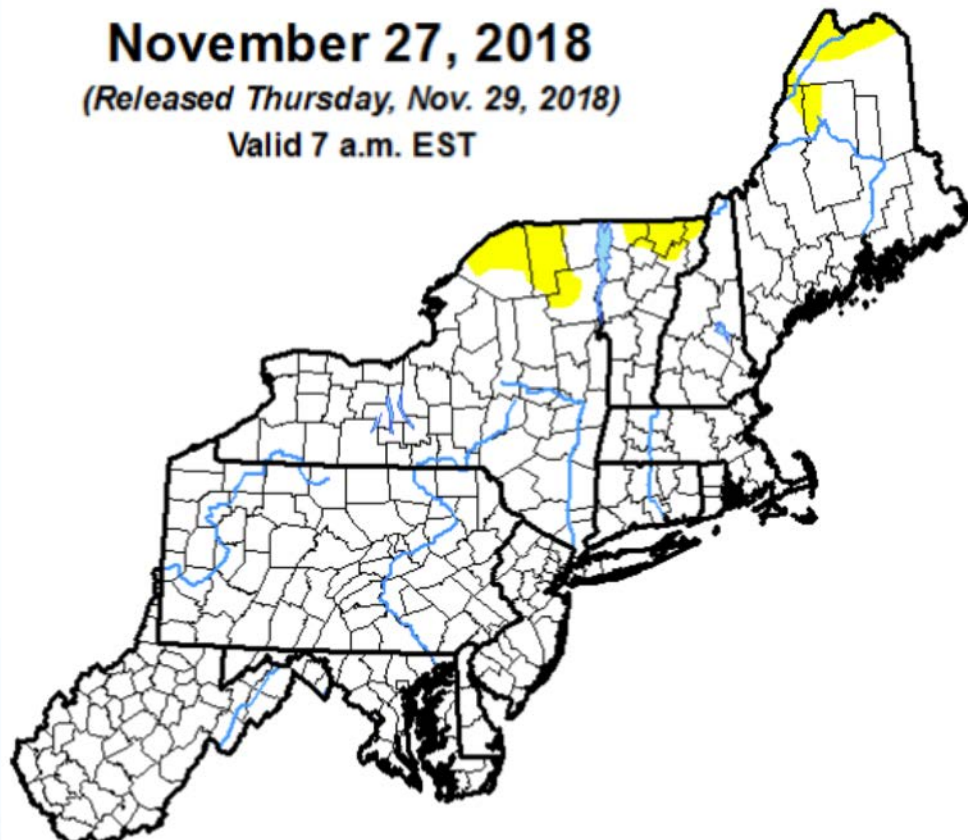 November 27, 2018
(Released Thursday, Nov. 29, 2018)
Valid 7 a.m. EST